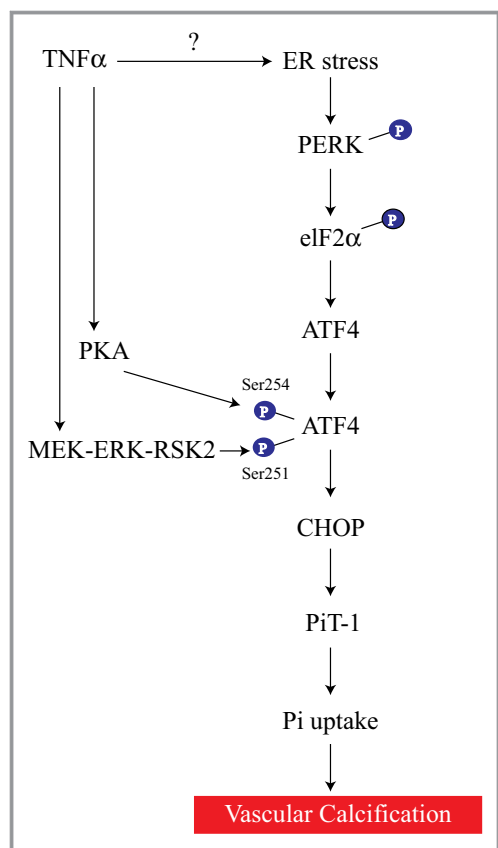 ?
TNFα
ER stress
PERK
P
eIF2α
P
ATF4
PKA
Ser254
P
ATF4
MEK-ERK-RSK2
P
Ser251
CHOP
PiT-1
Pi uptake
Vascular Calcification